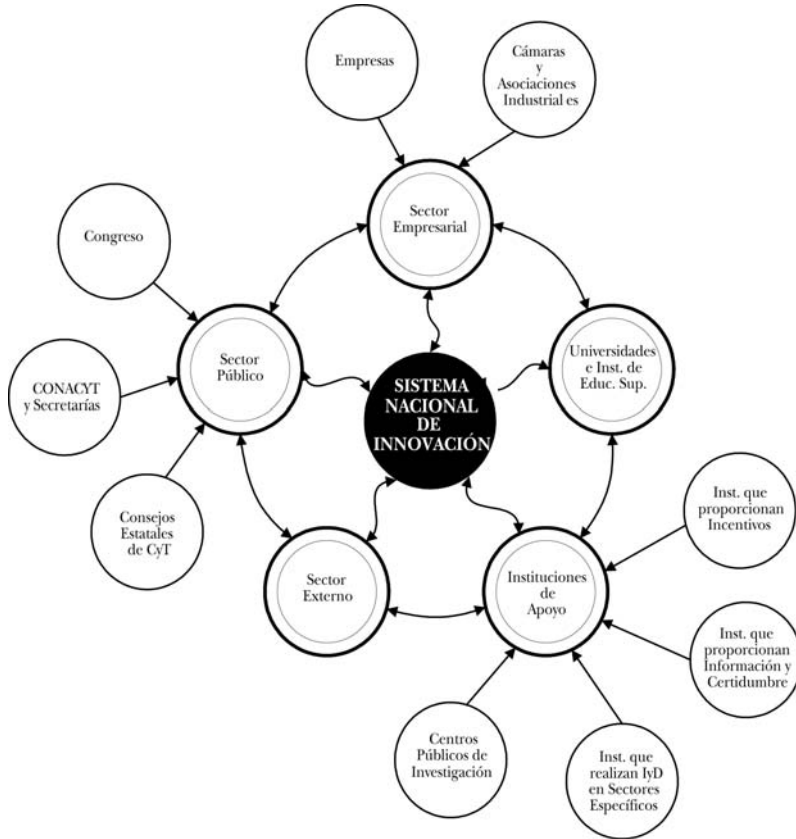 Empresas
Cámaras
y
Asociaciones
Industrial es
Sector
Empresarial
Congreso
Sector
Público
Universidades
e Inst. de
Educ. Sup.
CONACYT
y Secretarías
SISTEMA
NACIONAL
DE
INNOVACIÓN
Consejos
Estatales
de CyT
Inst. que
proporcionan
Incentivos
Sector
Externo
Instituciones
de
Apoyo
Inst. que
proporcionan
Información y
Certidumbre
Centros
Públicos de
Investigación
Inst. que
realizan IyD
en Sectores
Específicos